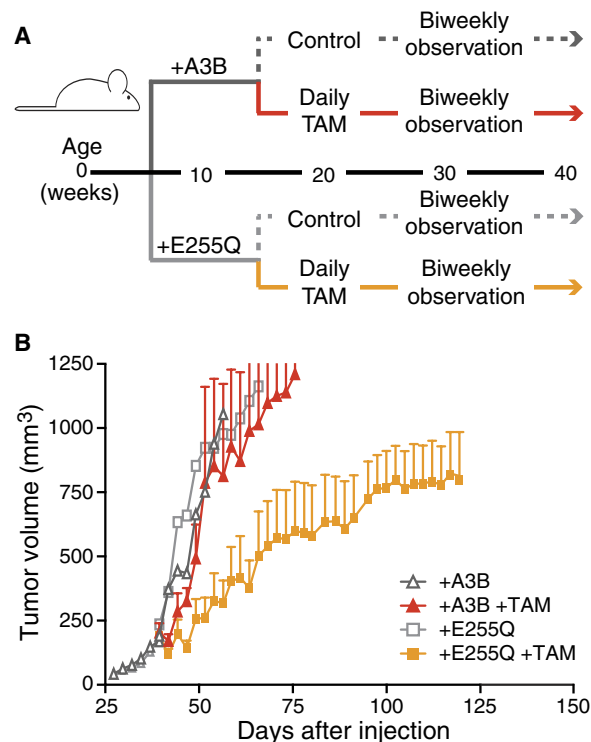 A
+A3B
Control
Biweekly
observation
Daily
TAM
Biweekly
observation
Age
0
(weeks)
10
20
30
40
+E255Q
Control
Biweekly
observation
Daily
TAM
Biweekly
observation
B
Tumor volume (mm³)
1250
1000
750
500
250
0
25
50
75
100
125
150
Days after injection
+A3B
+A3B +TAM
+E255Q
+E255Q +TAM